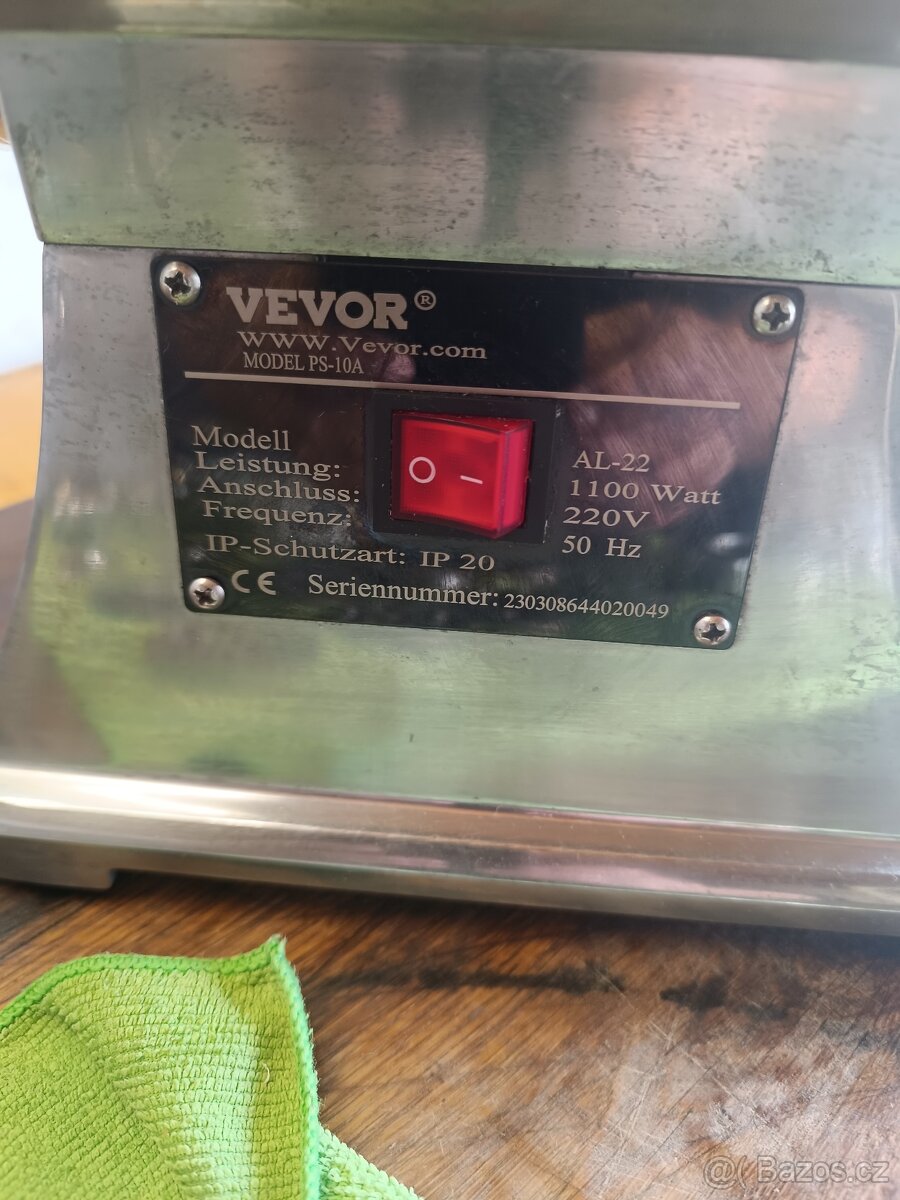 VEVOR®
WWW.Vevor.com
MODEL PS-10A
Modell AL-22
Leistung: 1100 Watt
Anschluss: 220V
Frequenz: 50 Hz
IP-Schutzart: IP 20
CE Seriennummer: 230308644020049
@ Bazos.cz